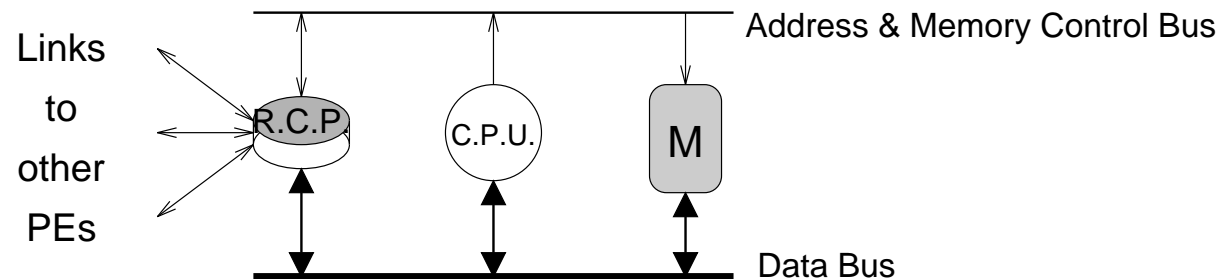 Address & Memory Control Bus
Links
to
other
PEs
R.C.P.
C.P.U.
M
Data Bus